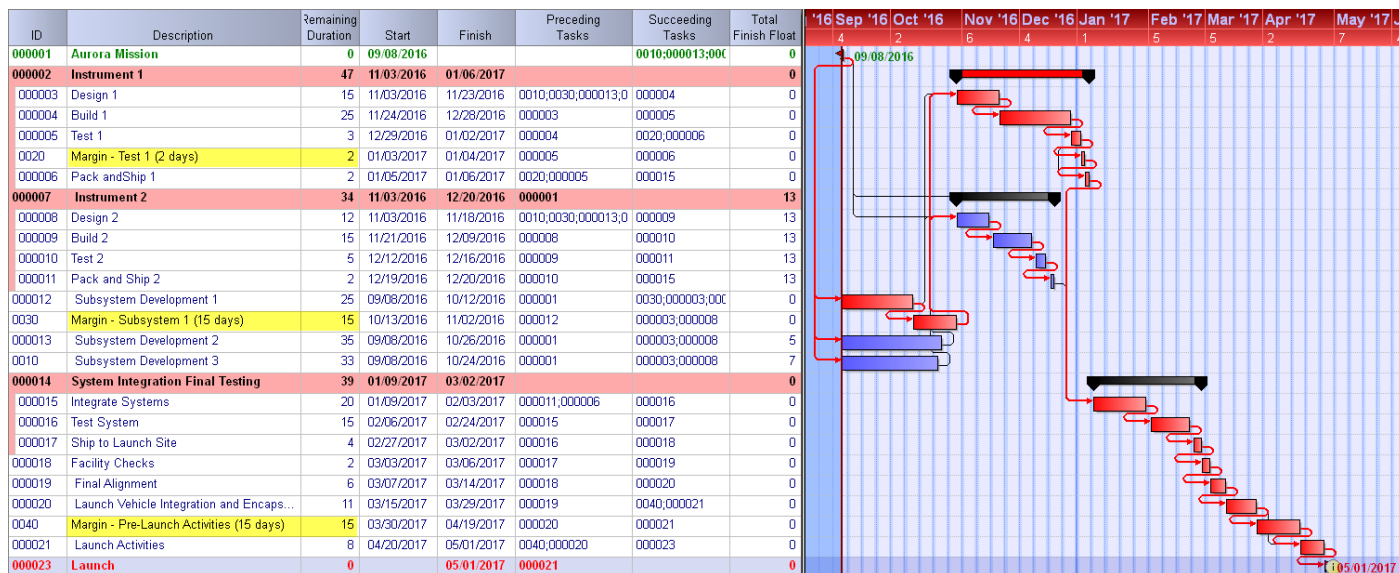 ID Description Remaining Duration Start Finish Preceding Tasks Succeeding Tasks Total Finish Float
'16 Sep '16 Oct '16 Nov '16 Dec '16 Jan '17 Feb '17 Mar '17 Apr '17 May '17 J
4 2 6 4 1 5 5 2 7 4
000001 Aurora Mission 0 09/08/2016 0010;000013;000 0 09/08/2016
000002 Instrument 1 47 11/03/2016 01/06/2017 0
000003 Design 1 15 11/03/2016 11/23/2016 0010;0030;000013;0 000004 0
000004 Build 1 25 11/24/2016 12/28/2016 000003 000005 0
000005 Test 1 3 12/29/2016 01/02/2017 000004 0020;000006 0
0020 Margin - Test 1 (2 days) 2 01/03/2017 01/04/2017 000005 000006 0
000006 Pack andShip 1 2 01/05/2017 01/06/2017 0020;000005 000015 0
000007 Instrument 2 34 11/03/2016 12/20/2016 000001 13
000008 Design 2 12 11/03/2016 11/18/2016 0010;0030;000013;0 000009 13
000009 Build 2 15 11/21/2016 12/09/2016 000008 000010 13
000010 Test 2 5 12/12/2016 12/16/2016 000009 000011 13
000011 Pack and Ship 2 2 12/19/2016 12/20/2016 000010 000015 13
000012 Subsystem Development 1 25 09/08/2016 10/12/2016 000001 0030;000003;000 0
0030 Margin - Subsystem 1 (15 days) 15 10/13/2016 11/02/2016 000012 000003;000008 0
000013 Subsystem Development 2 35 09/08/2016 10/26/2016 000001 000003;000008 5
0010 Subsystem Development 3 33 09/08/2016 10/24/2016 000001 000003;000008 7
000014 System Integration Final Testing 39 01/09/2017 03/02/2017 0
000015 Integrate Systems 20 01/09/2017 02/03/2017 000011;000006 000016 0
000016 Test System 15 02/06/2017 02/24/2017 000015 000017 0
000017 Ship to Launch Site 4 02/27/2017 03/02/2017 000016 000018 0
000018 Facility Checks 2 03/03/2017 03/06/2017 000017 000019 0
000019 Final Alignment 6 03/07/2017 03/14/2017 000018 000020 0
000020 Launch Vehicle Integration and Encaps... 11 03/15/2017 03/29/2017 000019 0040;000021 0
0040 Margin - Pre-Launch Activities (15 days) 15 03/30/2017 04/19/2017 000020 000021 0
000021 Launch Activities 8 04/20/2017 05/01/2017 0040;000020 000023 0
000023 Launch 0 05/01/2017 000021 0 05/01/2017